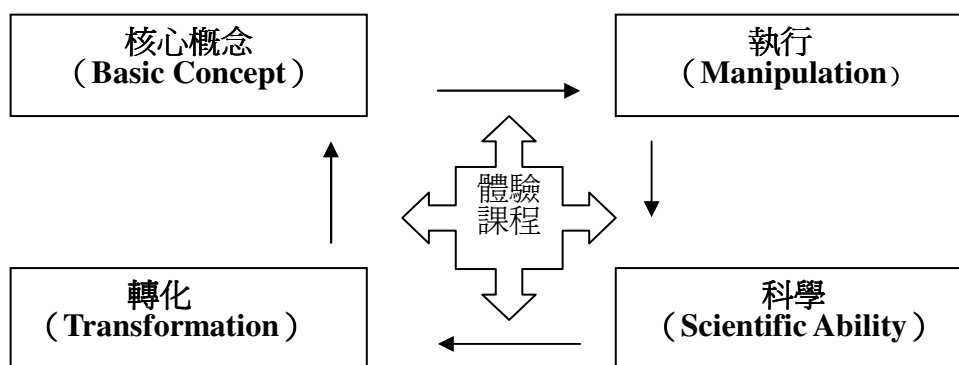 核心概念
（Basic Concept）
執行
（Manipulation）
體驗
課程
轉化
（Transformation）
科學
（Scientific Ability）